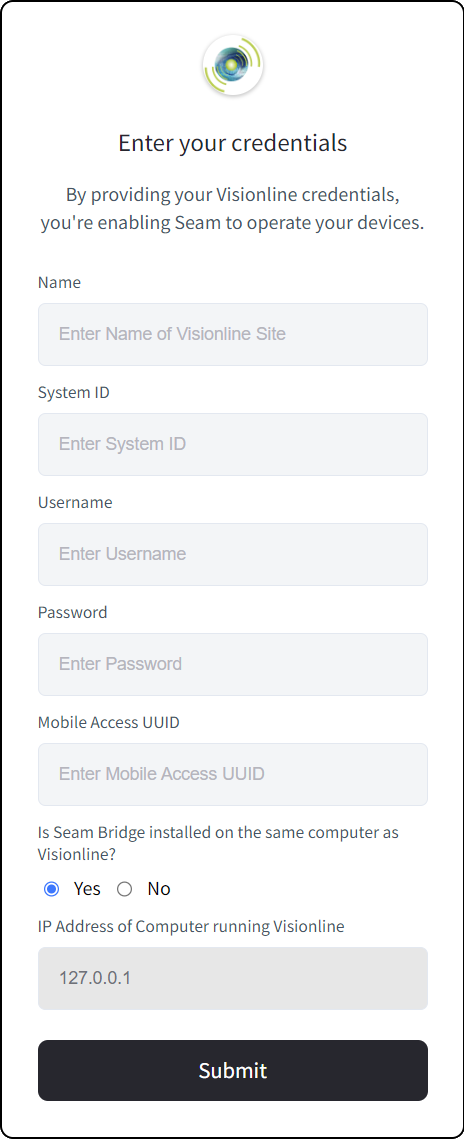 Enter your credentials
By providing your Visionline credentials,
you're enabling Seam to operate your devices.
Name
Enter Name of Visionline Site
System ID
Enter System ID
Username
Enter Username
Password
Enter Password
Mobile Access UUID
Enter Mobile Access UUID
Is Seam Bridge installed on the same computer as
Visionline?
Yes No
IP Address of Computer running Visionline
127.0.0.1
Submit